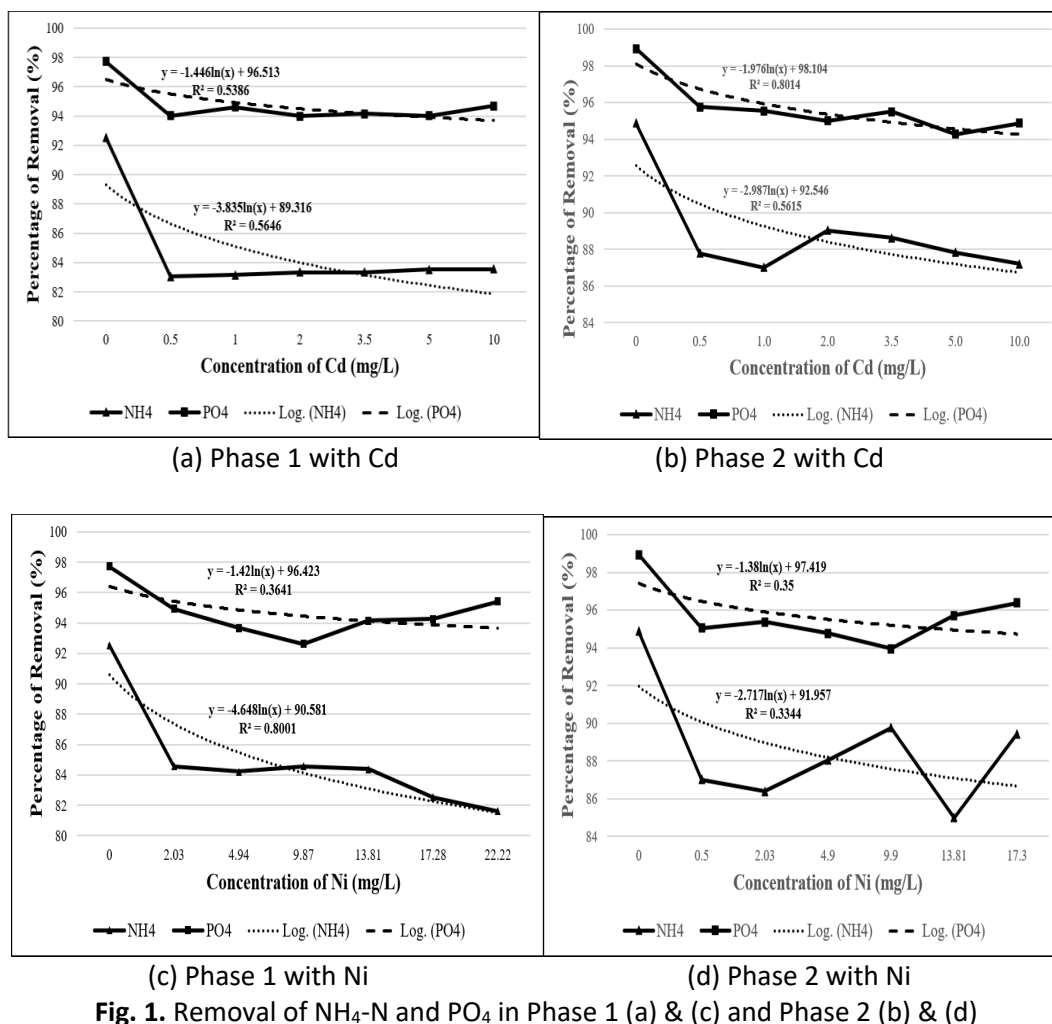 100
98
96
94
92
90
88
86
84
82
80
Percentage of Removal (%)
y = -1.446ln(x) + 96.513
R² = 0.5386
y = -3.835ln(x) + 89.316
R² = 0.5646
0 0.5 1 2 3.5 5 10
Concentration of Cd (mg/L)
NH4 PO4 Log. (NH4) Log. (PO4)
(a) Phase 1 with Cd
100
98
96
94
92
90
88
86
84
Percentage of Removal (%)
y = -1.976ln(x) + 98.104
R² = 0.8014
y = -2.987ln(x) + 92.546
R² = 0.5615
0 0.5 1.0 2.0 3.5 5.0 10.0
Concentration of Cd (mg/L)
NH4 PO4 Log. (NH4) Log. (PO4)
(b) Phase 2 with Cd
100
98
96
94
92
90
88
86
84
82
80
Percentage of Removal (%)
y = -1.42ln(x) + 96.423
R² = 0.3641
y = -4.648ln(x) + 90.581
R² = 0.8001
0 2.03 4.94 9.87 13.81 17.28 22.22
Concentration of Ni (mg/L)
NH4 PO4 Log. (NH4) Log. (PO4)
(c) Phase 1 with Ni
100
98
96
94
92
90
88
86
84
Percentage of Removal (%)
y = -1.38ln(x) + 97.419
R² = 0.35
y = -2.717ln(x) + 91.957
R² = 0.3344
0 0.5 2.03 4.9 9.9 13.81 17.3
Concentration of Ni (mg/L)
NH4 PO4 Log. (NH4) Log. (PO4)
(d) Phase 2 with Ni
Fig. 1. Removal of NH₄-N and PO₄ in Phase 1 (a) & (c) and Phase 2 (b) & (d)